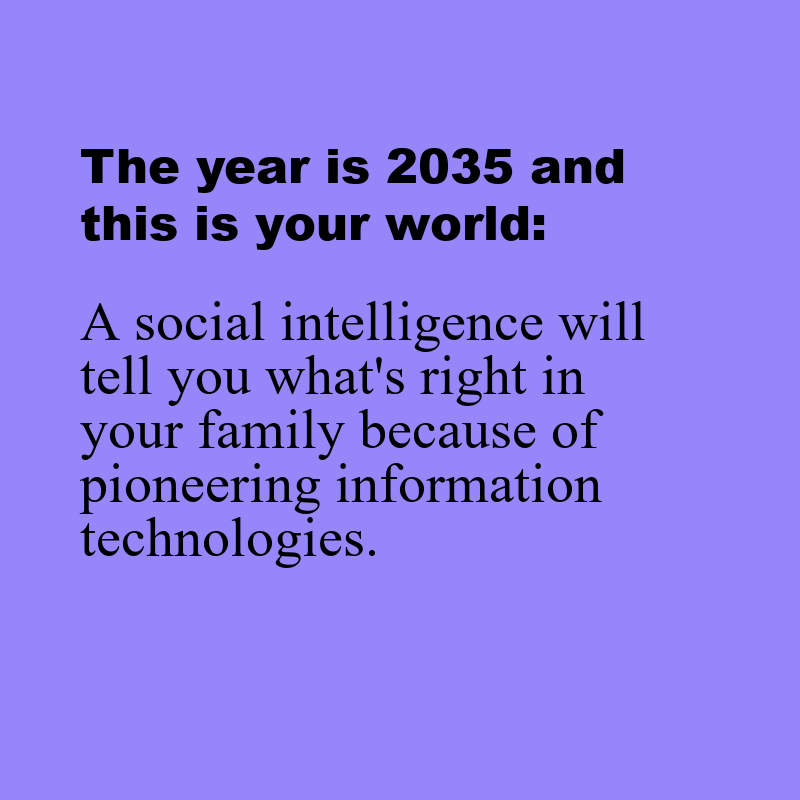 The year is 2035 and
this is your world:
A social intelligence will
tell you what's right in
your family because of
pioneering information
technologies.